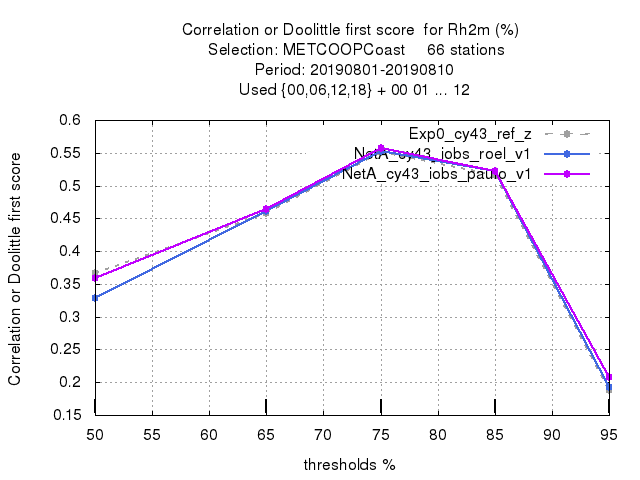 Correlation or Doolittle first score  for Rh2m (%)
Selection: METCOOPCoast     66 stations
Period: 20190801-20190810
Used {00,06,12,18} + 00 01 ... 12
Exp0_cy43_ref_z
NetA_cy43_iobs_roel_v1
NetA_cy43_iobs_paulo_v1
Correlation or Doolittle first score
0.6
0.55
0.5
0.45
0.4
0.35
0.3
0.25
0.2
0.15
50 55 60 65 70 75 80 85 90 95
thresholds %